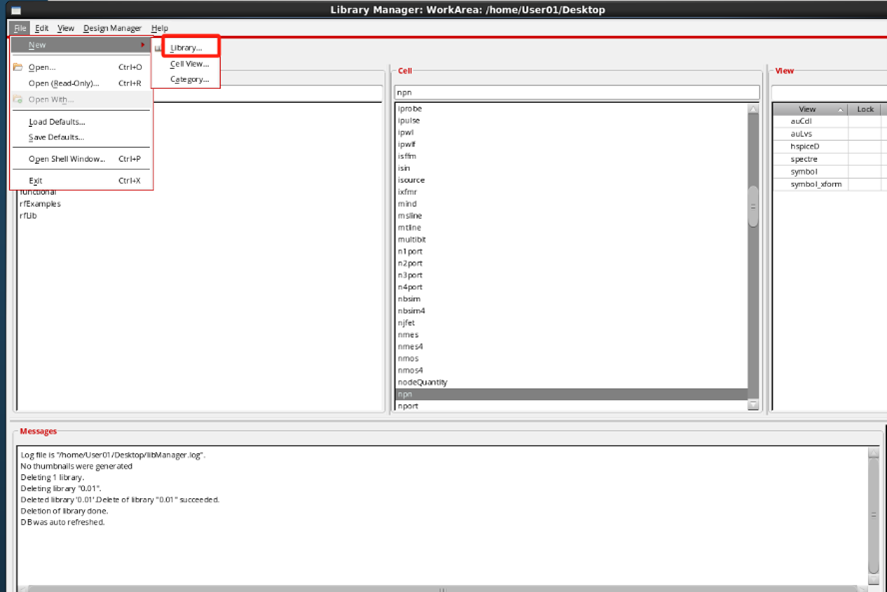 Library Manager: WorkArea: /home/User01/Desktop
File Edit View Design Manager Help
New
Open... Ctrl+O
Open (Read-Only)... Ctrl+R
Open With...
Load Defaults...
Save Defaults...
Open Shell Window... Ctrl+P
Exit Ctrl+X
Library...
Cell View...
Category...
functional
rfExamples
rfLib
Cell
npn
iprobe
ipulse
ipwl
ipwlf
isffm
isin
isource
ixfmr
mind
msline
mtline
multibit
n1port
n2port
n3port
n4port
nbsim
nbsim4
njfet
nmes
nmes4
nmos
nmos4
nodeQuantity
npn
nport
View
View Lock
auCdl
auLvs
hspiceD
spectre
symbol
symbol_xform
Messages
Log file is "/home/User01/Desktop/libManager.log".
No thumbnails were generated
Deleting 1 library.
Deleting library "0.01".
Deleted library '0.01'.Delete of library "0.01" succeeded.
Deletion of library done.
DB was auto refreshed.